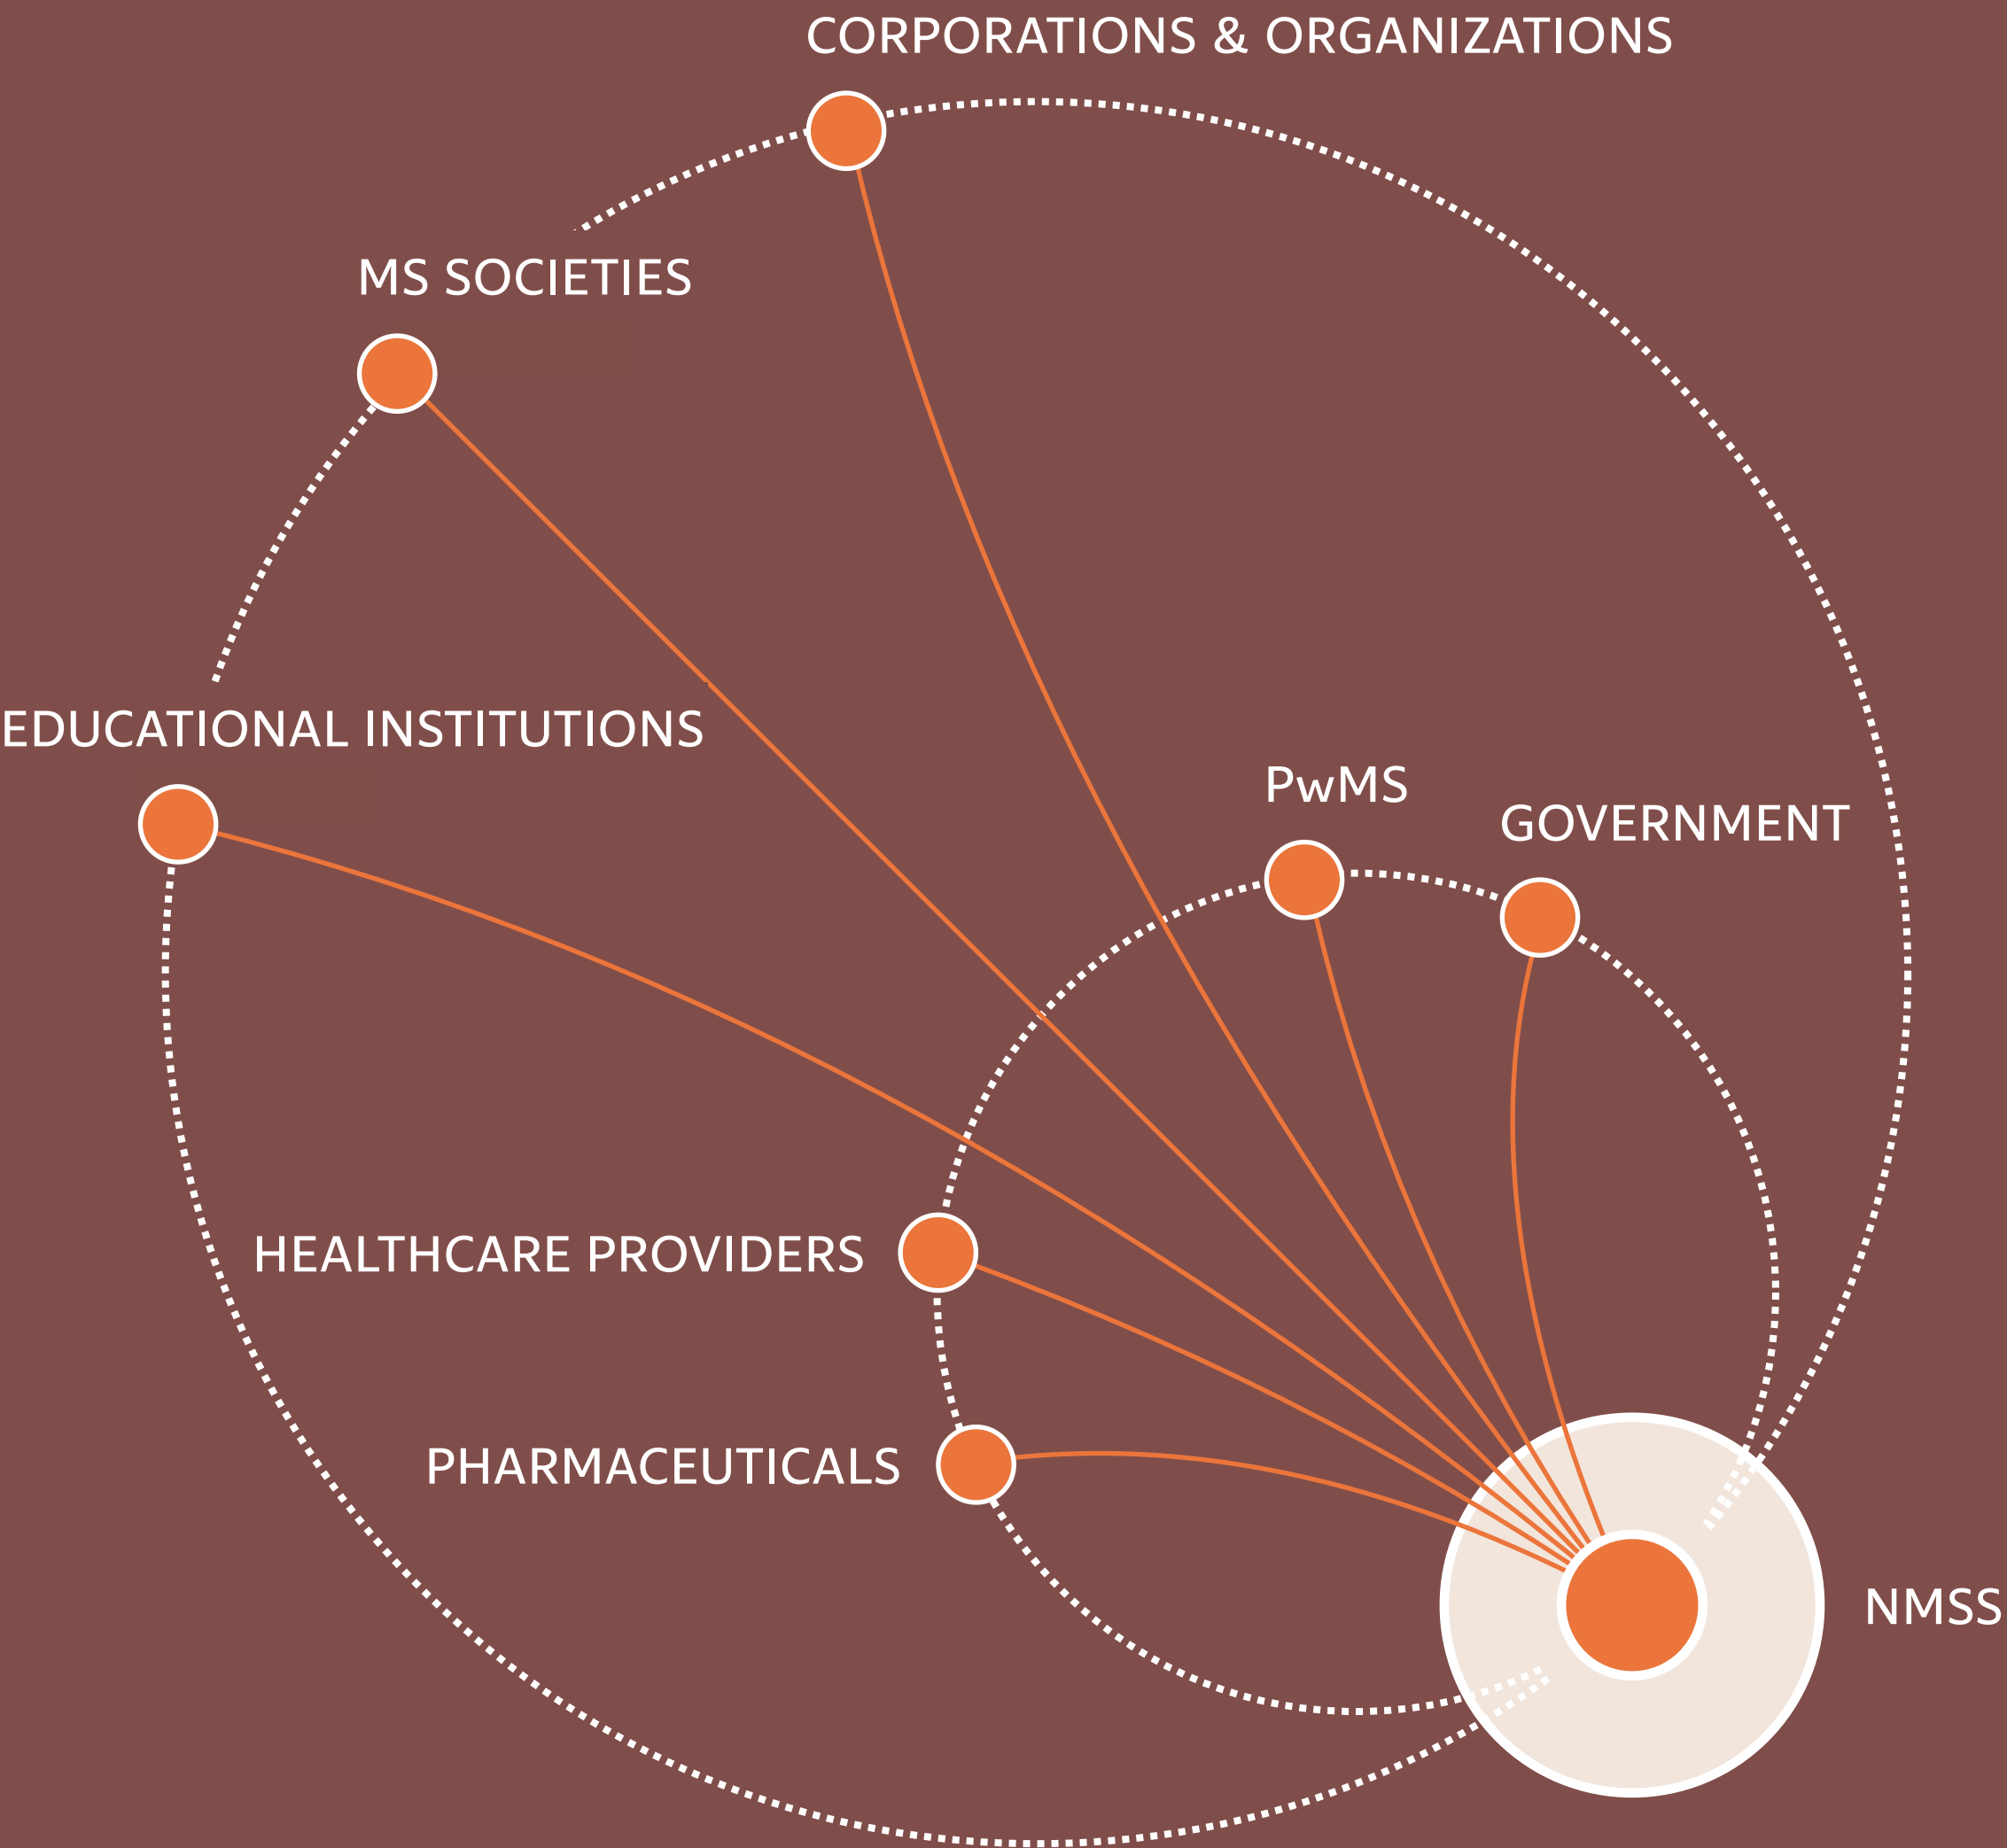 CORPORATIONS & ORGANIZATIONS
MS SOCIETIES
EDUCATIONAL INSTITUTIONS
PwMS
GOVERNMENT
HEALTHCARE PROVIDERS
PHARMACEUTICALS
NMSS